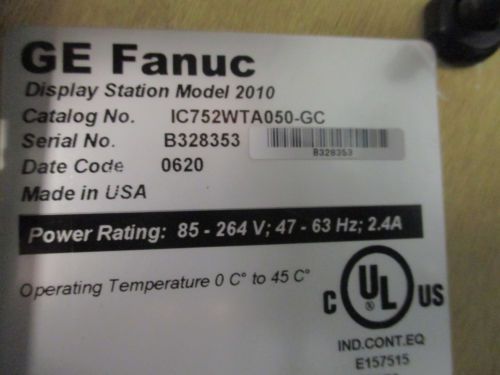 GE Fanuc
Display Station Model 2010
Catalog No. IC752WTA050-GC
Serial No. B328353
B328353
Date Code 0620
Made in USA
Power Rating: 85 - 264 V; 47 - 63 Hz; 2.4A
Operating Temperature 0 C° to 45 C°
C UL US
IND.CONT.EQ
E157515